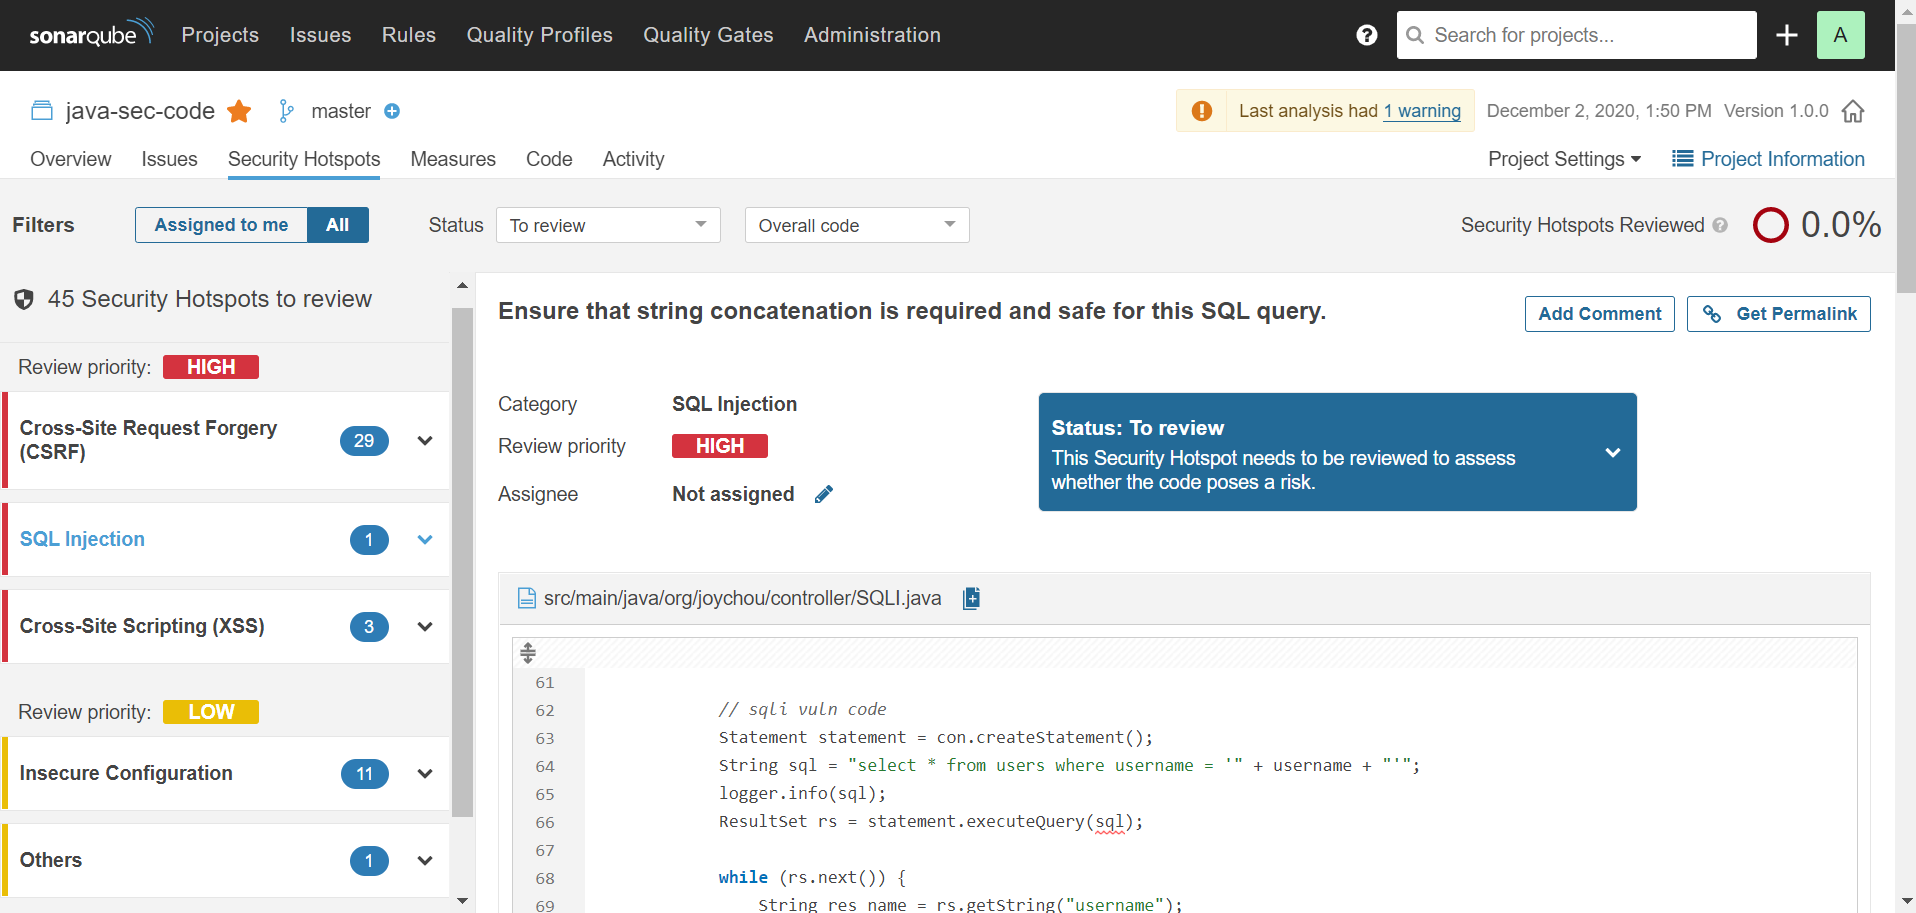 sonarqube Projects Issues Rules Quality Profiles Quality Gates Administration ? Search for projects... A
java-sec-code master Last analysis had 1 warning December 2, 2020, 1:50 PM Version 1.0.0
Overview Issues Security Hotspots Measures Code Activity Project Settings Project Information
Filters Assigned to me All Status To review Overall code Security Hotspots Reviewed ? 0.0%
45 Security Hotspots to review
Review priority: HIGH
Cross-Site Request Forgery
(CSRF)
29
SQL Injection 1
Cross-Site Scripting (XSS) 3
Review priority: LOW
Insecure Configuration 11
Others 1
Ensure that string concatenation is required and safe for this SQL query.
Add Comment Get Permalink
Category SQL Injection
Review priority HIGH
Assignee Not assigned
Status: To review
This Security Hotspot needs to be reviewed to assess
whether the code poses a risk.
src/main/java/org/joychou/controller/SQLI.java
61
62 // sqli vuln code
63 Statement statement = con.createStatement();
64 String sql = "select * from users where username = '" + username + "'";
65 logger.info(sql);
66 ResultSet rs = statement.executeQuery(sql);
67
68 while (rs.next()) {
69 String res_name = rs.getString("username");